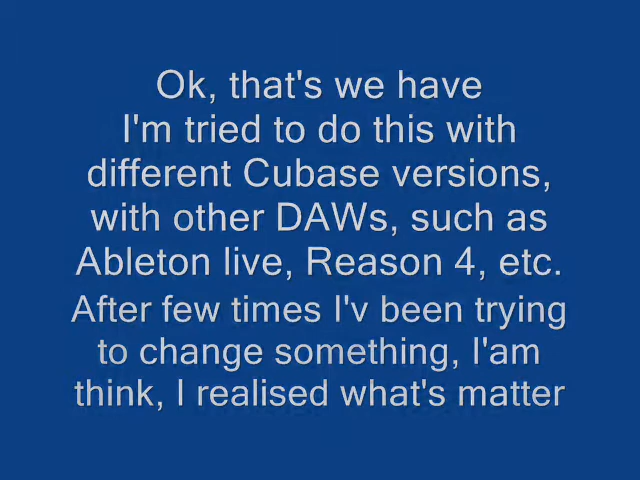 Ok, that's we have
I'm tried to do this with
different Cubase versions,
with other DAWs, such as
Ableton live, Reason 4, etc.
After few times I'v been trying
to change something, I'am
think, I realised what's matter